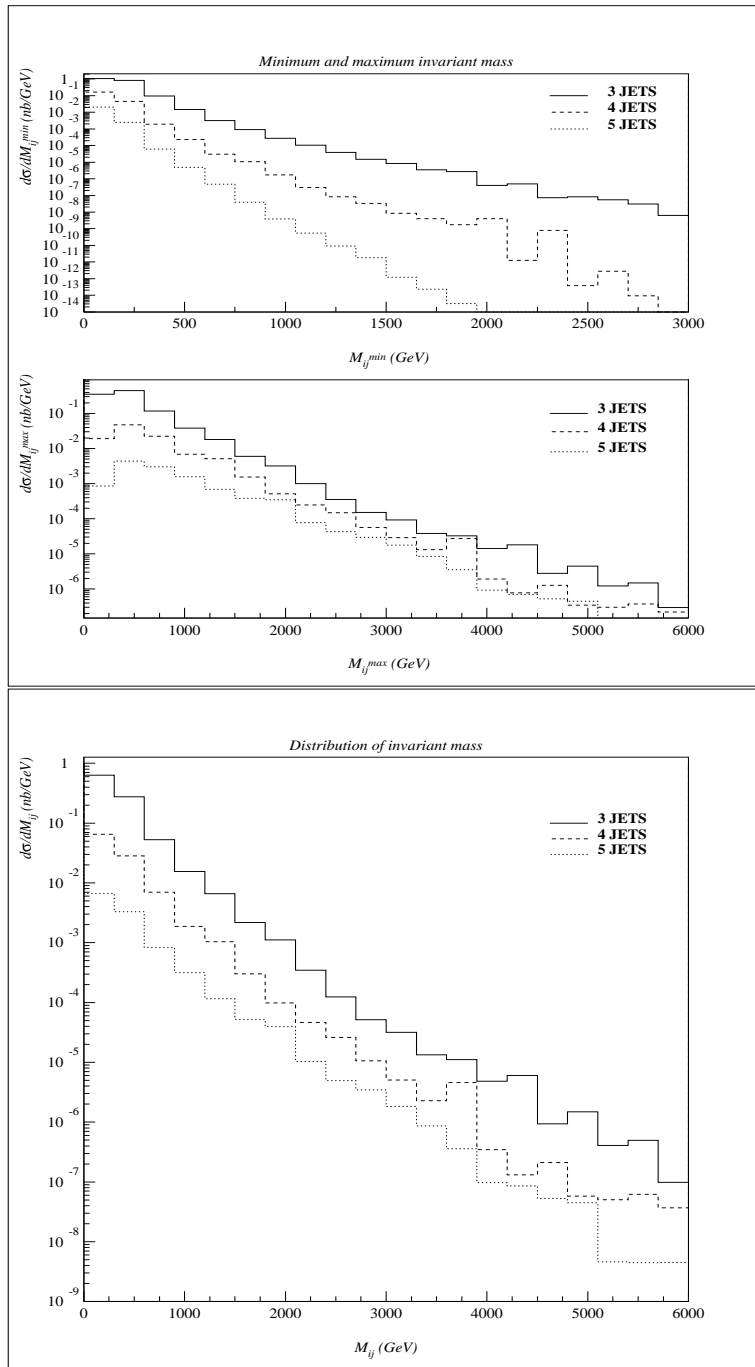 Minimum and maximum invariant mass
dσ/dM_ij^min (nb/GeV)
1
10^-1
10^-2
10^-3
10^-4
10^-5
10^-6
10^-7
10^-8
10^-9
10^-10
10^-11
10^-12
10^-13
10^-14
10
3 JETS
4 JETS
5 JETS
0 500 1000 1500 2000 2500 3000
M_ij^min (GeV)
dσ/dM_ij^max (nb/GeV)
10^-1
10^-2
10^-3
10^-4
10^-5
10^-6
3 JETS
4 JETS
5 JETS
0 1000 2000 3000 4000 5000 6000
M_ij^max (GeV)
Distribution of invariant mass
dσ/dM_ij (nb/GeV)
1
10^-1
10^-2
10^-3
10^-4
10^-5
10^-6
10^-7
10^-8
10^-9
3 JETS
4 JETS
5 JETS
0 1000 2000 3000 4000 5000 6000
M_ij (GeV)